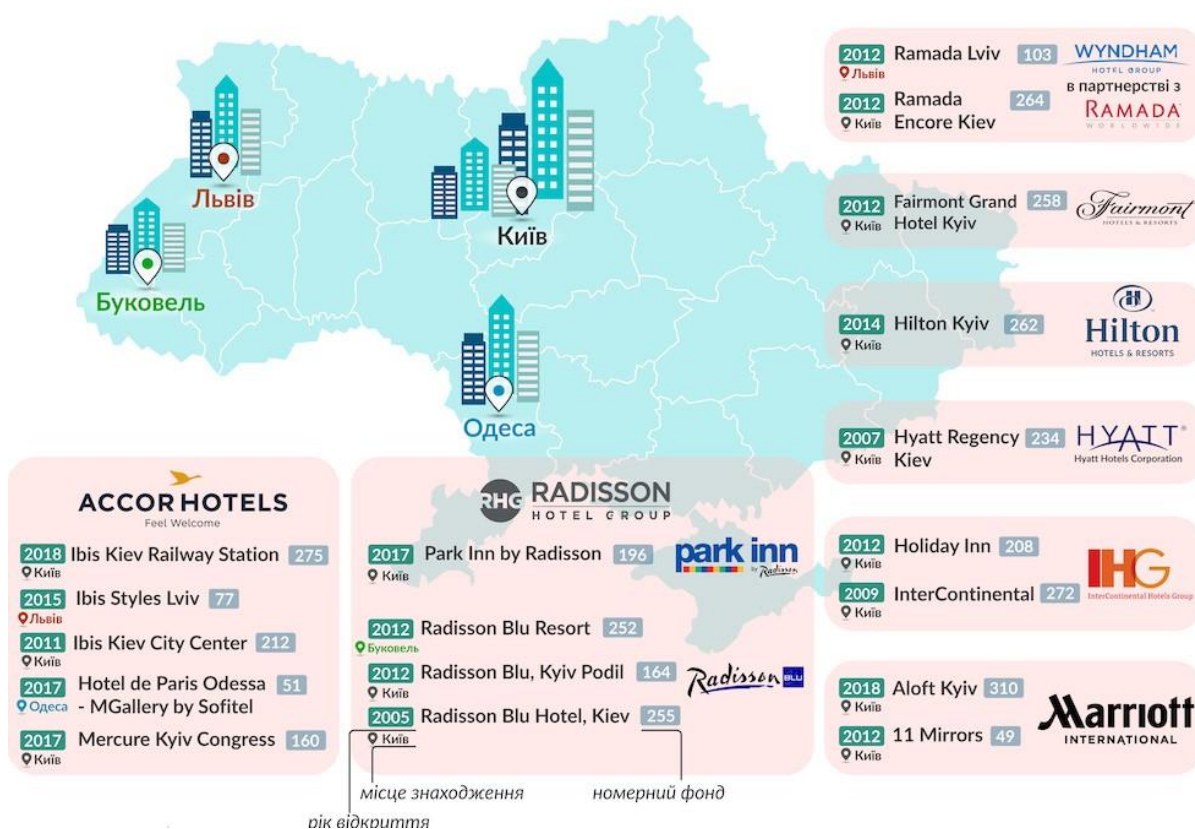 Львів
Київ
Буковель
Одеса
2012 Ramada Lviv 103
Львів
2012 Ramada
Encore Kiev 264
Київ
WYNDHAM
HOTEL GROUP
в партнерстві з
RAMADA
WORLDWIDE
2012 Fairmont Grand
Hotel Kyiv 258
Київ
Fairmont
HOTELS & RESORTS
2014 Hilton Kyiv 262
Київ
H
Hilton
HOTELS & RESORTS
2007 Hyatt Regency
Kiev 234
Київ
HYATT®
Hyatt Hotels Corporation
2012 Holiday Inn 208
Київ
2009 InterContinental 272
Київ
IHG
InterContinental Hotels Group
2018 Aloft Kyiv 310
Київ
2012 11 Mirrors 49
Київ
Marriott
INTERNATIONAL
ACCOR HOTELS
Feel Welcome
2018 Ibis Kiev Railway Station 275
Київ
2015 Ibis Styles Lviv 77
Львів
2011 Ibis Kiev City Center 212
Київ
2017 Hotel de Paris Odessa 51
Одеса - MGallery by Sofitel
2017 Mercure Kyiv Congress 160
Київ
RHG RADISSON
HOTEL GROUP
2017 Park Inn by Radisson 196
Київ
park inn
by Radisson
2012 Radisson Blu Resort 252
Буковель
2012 Radisson Blu, Kyiv Podil 164
Київ
Radisson BLU
2005 Radisson Blu Hotel, Kiev 255
Київ
місце знаходження
номерний фонд
рік відкриття